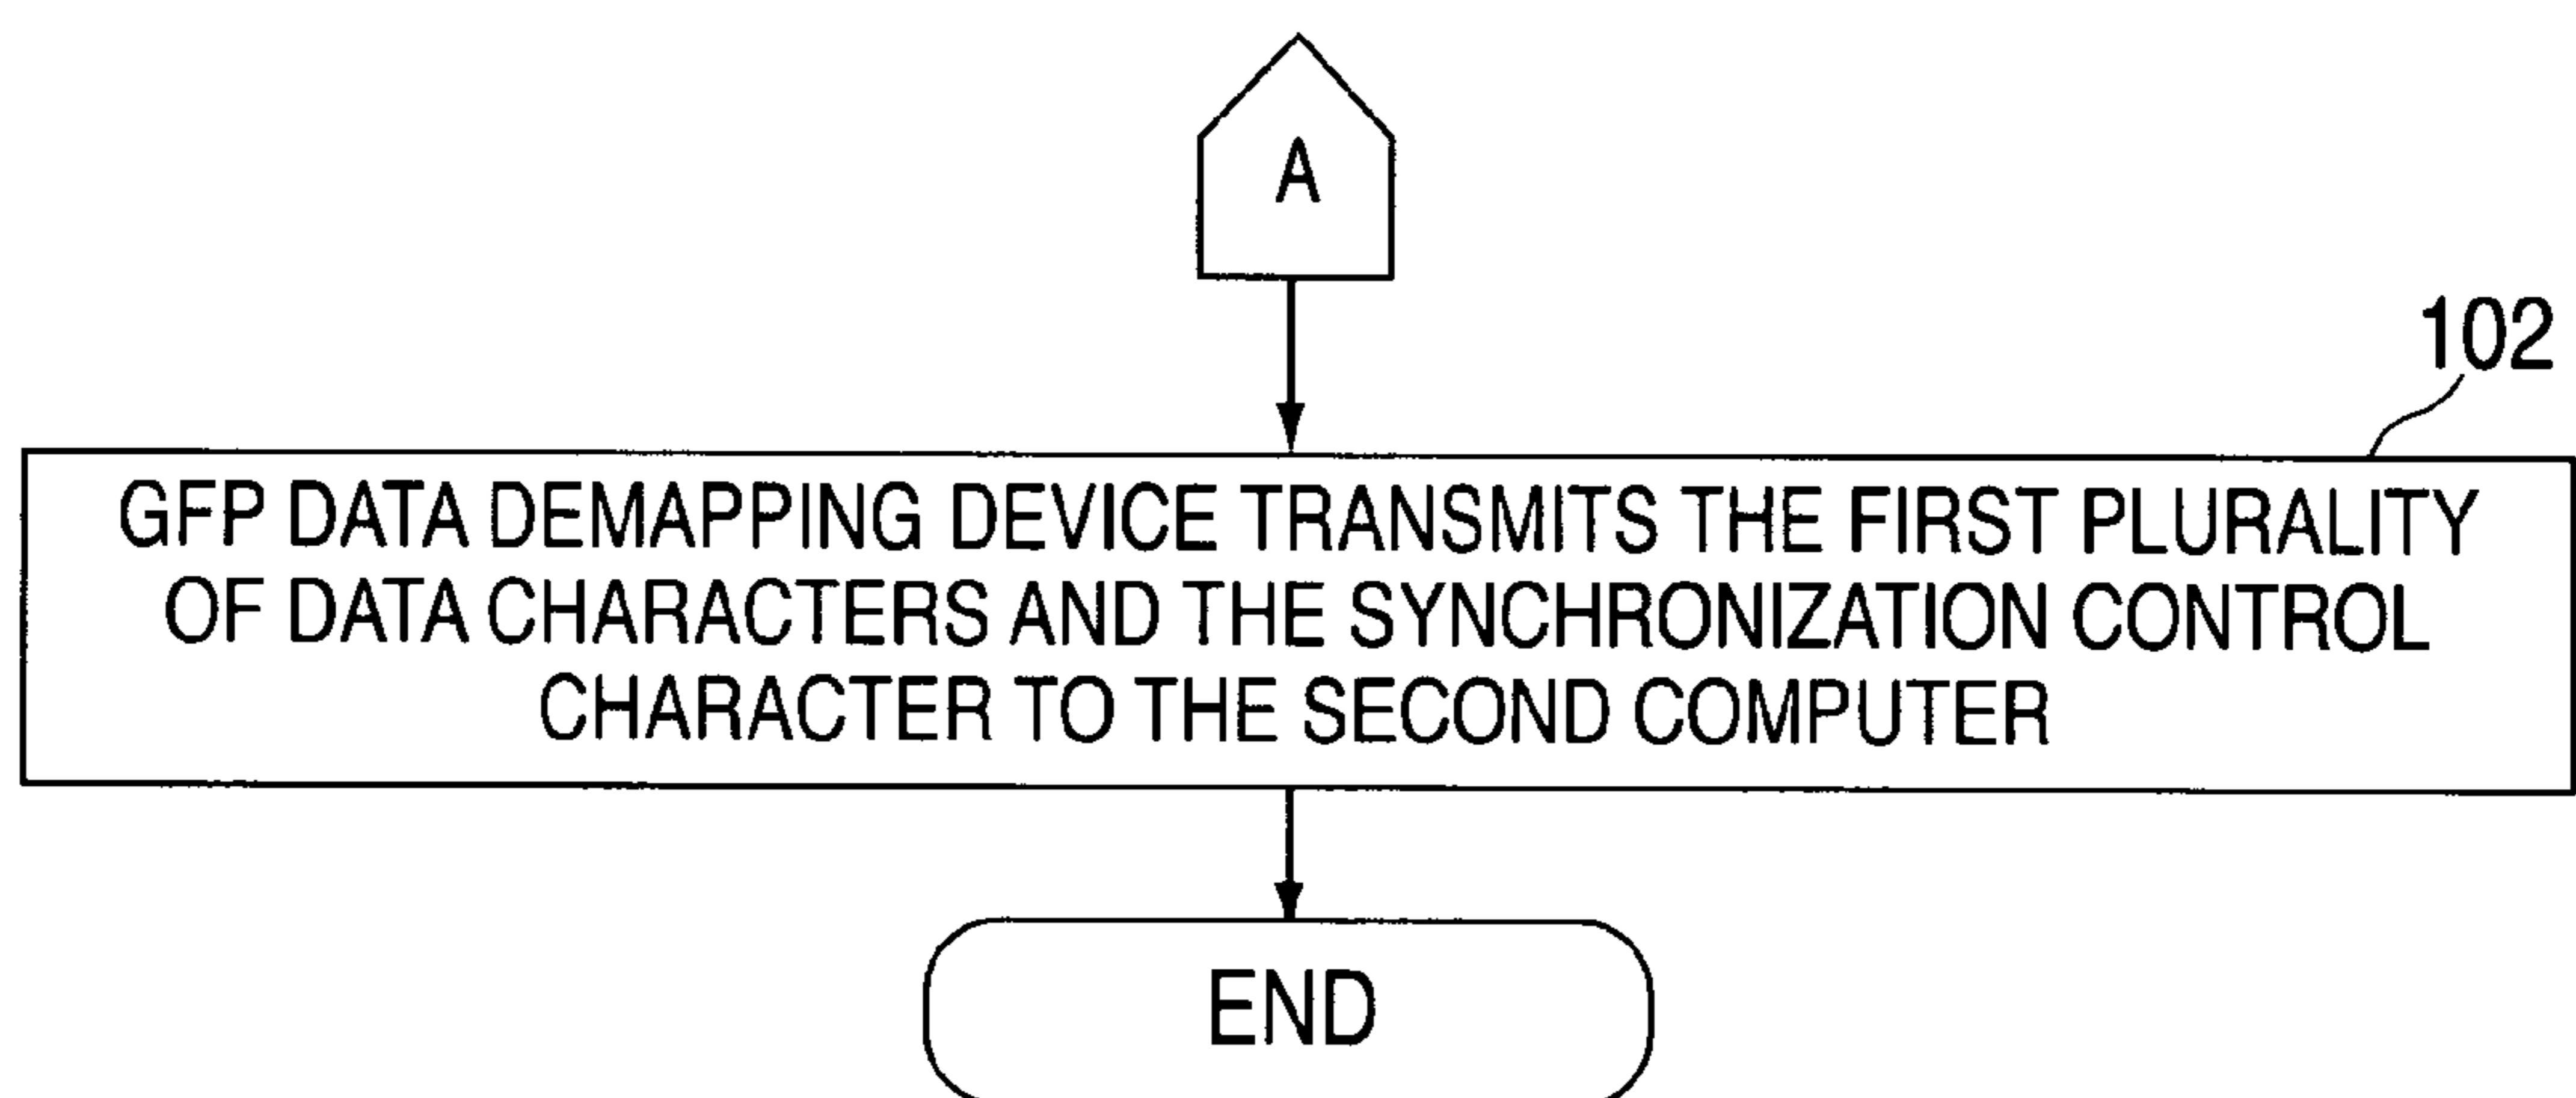 A
102
GFP DATA DEMAPPING DEVICE TRANSMITS THE FIRST PLURALITY
OF DATA CHARACTERS AND THE SYNCHRONIZATION CONTROL
CHARACTER TO THE SECOND COMPUTER
END